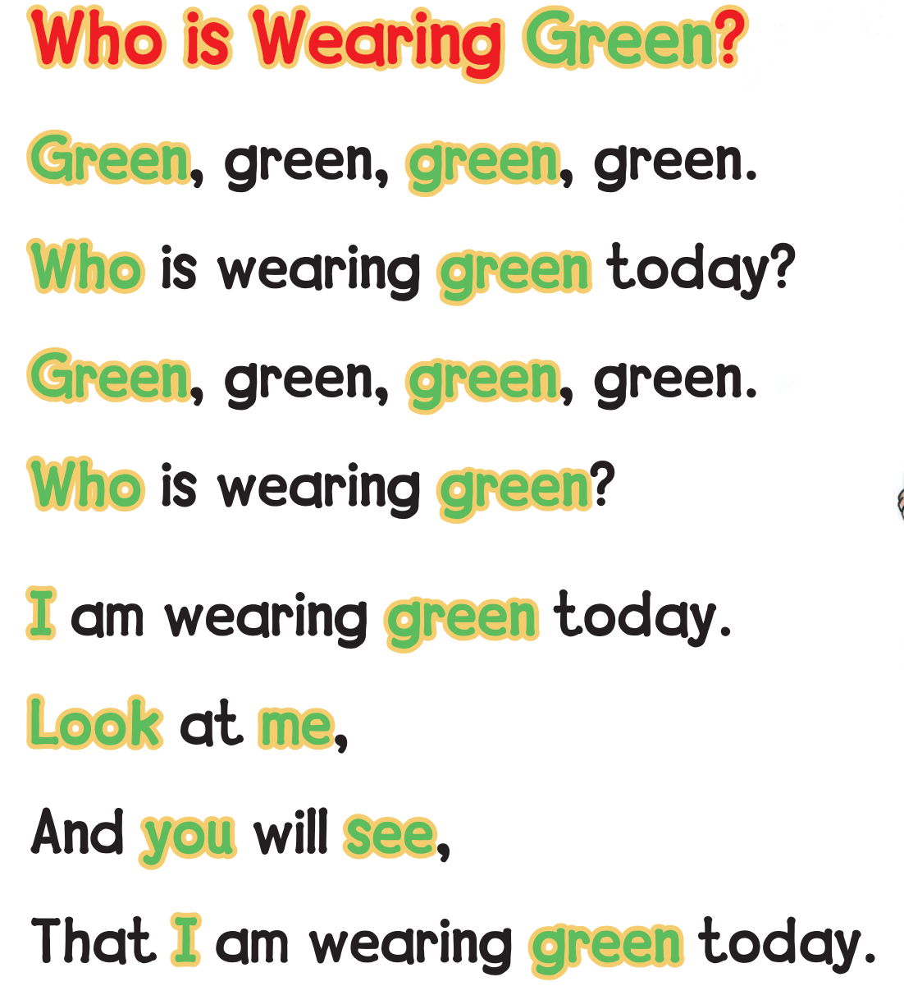 Who is Wearing Green?
Green, green, green, green.
Who is wearing green today?
Green, green, green, green.
Who is wearing green?
I am wearing green today.
Look at me,
And you will see,
That I am wearing green today.